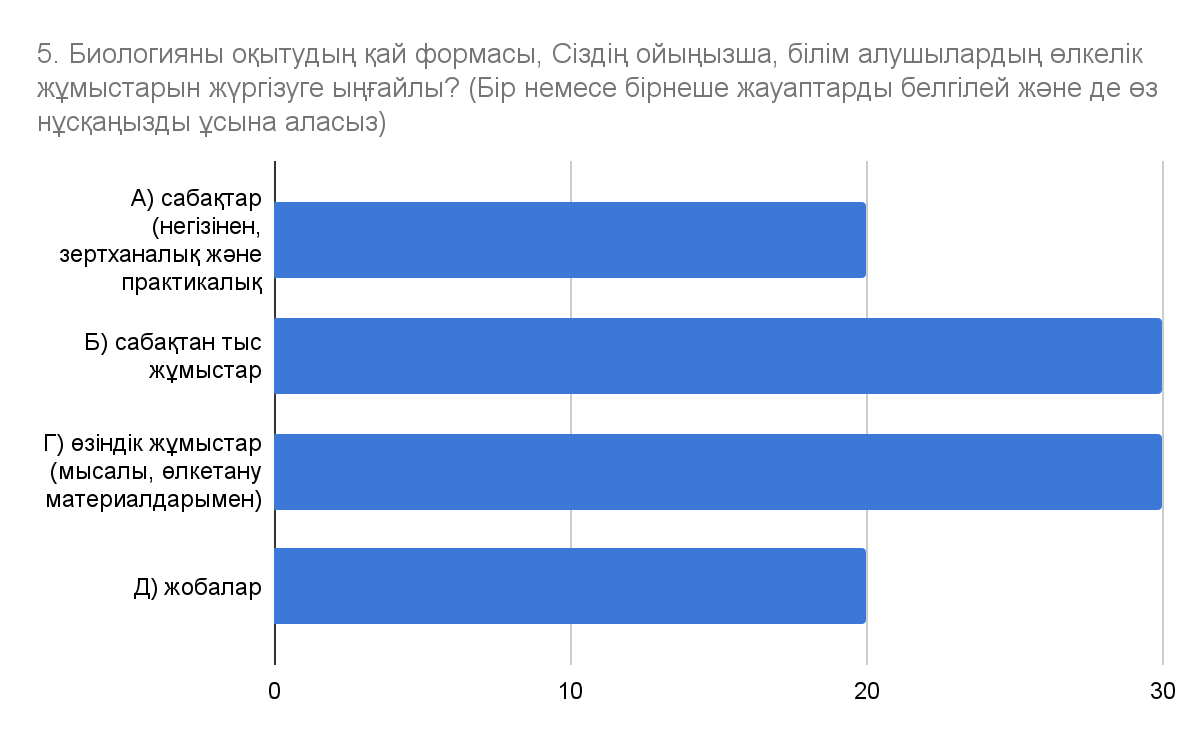 5. Биологияны оқытудың қай формасы, Сіздің ойыңызша, білім алушылардың өлкелік
жұмыстарын жүргізуге ыңғайлы? (Бір немесе бірнеше жауаптарды белгілей және де өз
нұсқаңызды ұсына аласыз)
А) сабақтар
(негізінен,
зертханалық және
практикалық
Б) сабақтан тыс
жұмыстар
Г) өзіндік жұмыстар
(мысалы, өлкетану
материалдарымен)
Д) жобалар
0 10 20 30